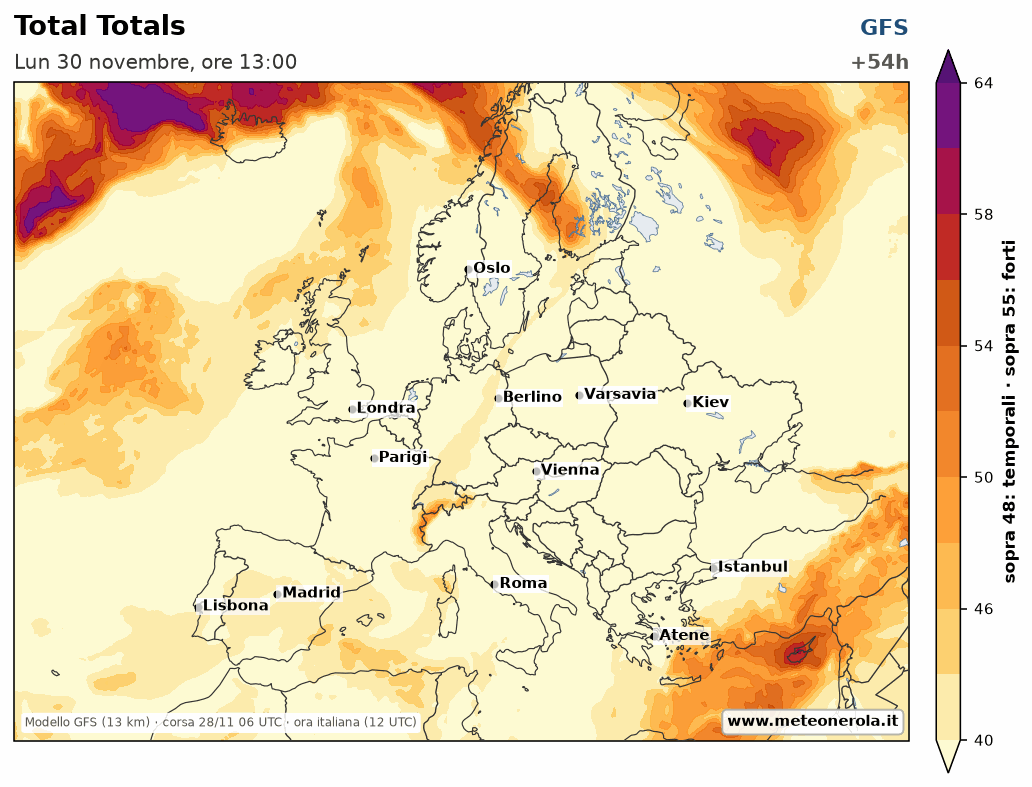 Total Totals
GFS
Lun 30 novembre, ore 13:00
+54h
64
58
54
50
46
40
sopra 48: temporali · sopra 55: forti
Oslo
Berlino
Varsavia
Kiev
Londra
Parigi
Vienna
Istanbul
Roma
Madrid
Lisbona
Atene
Modello GFS (13 km) · corsa 28/11 06 UTC · ora italiana (12 UTC)
www.meteonerola.it